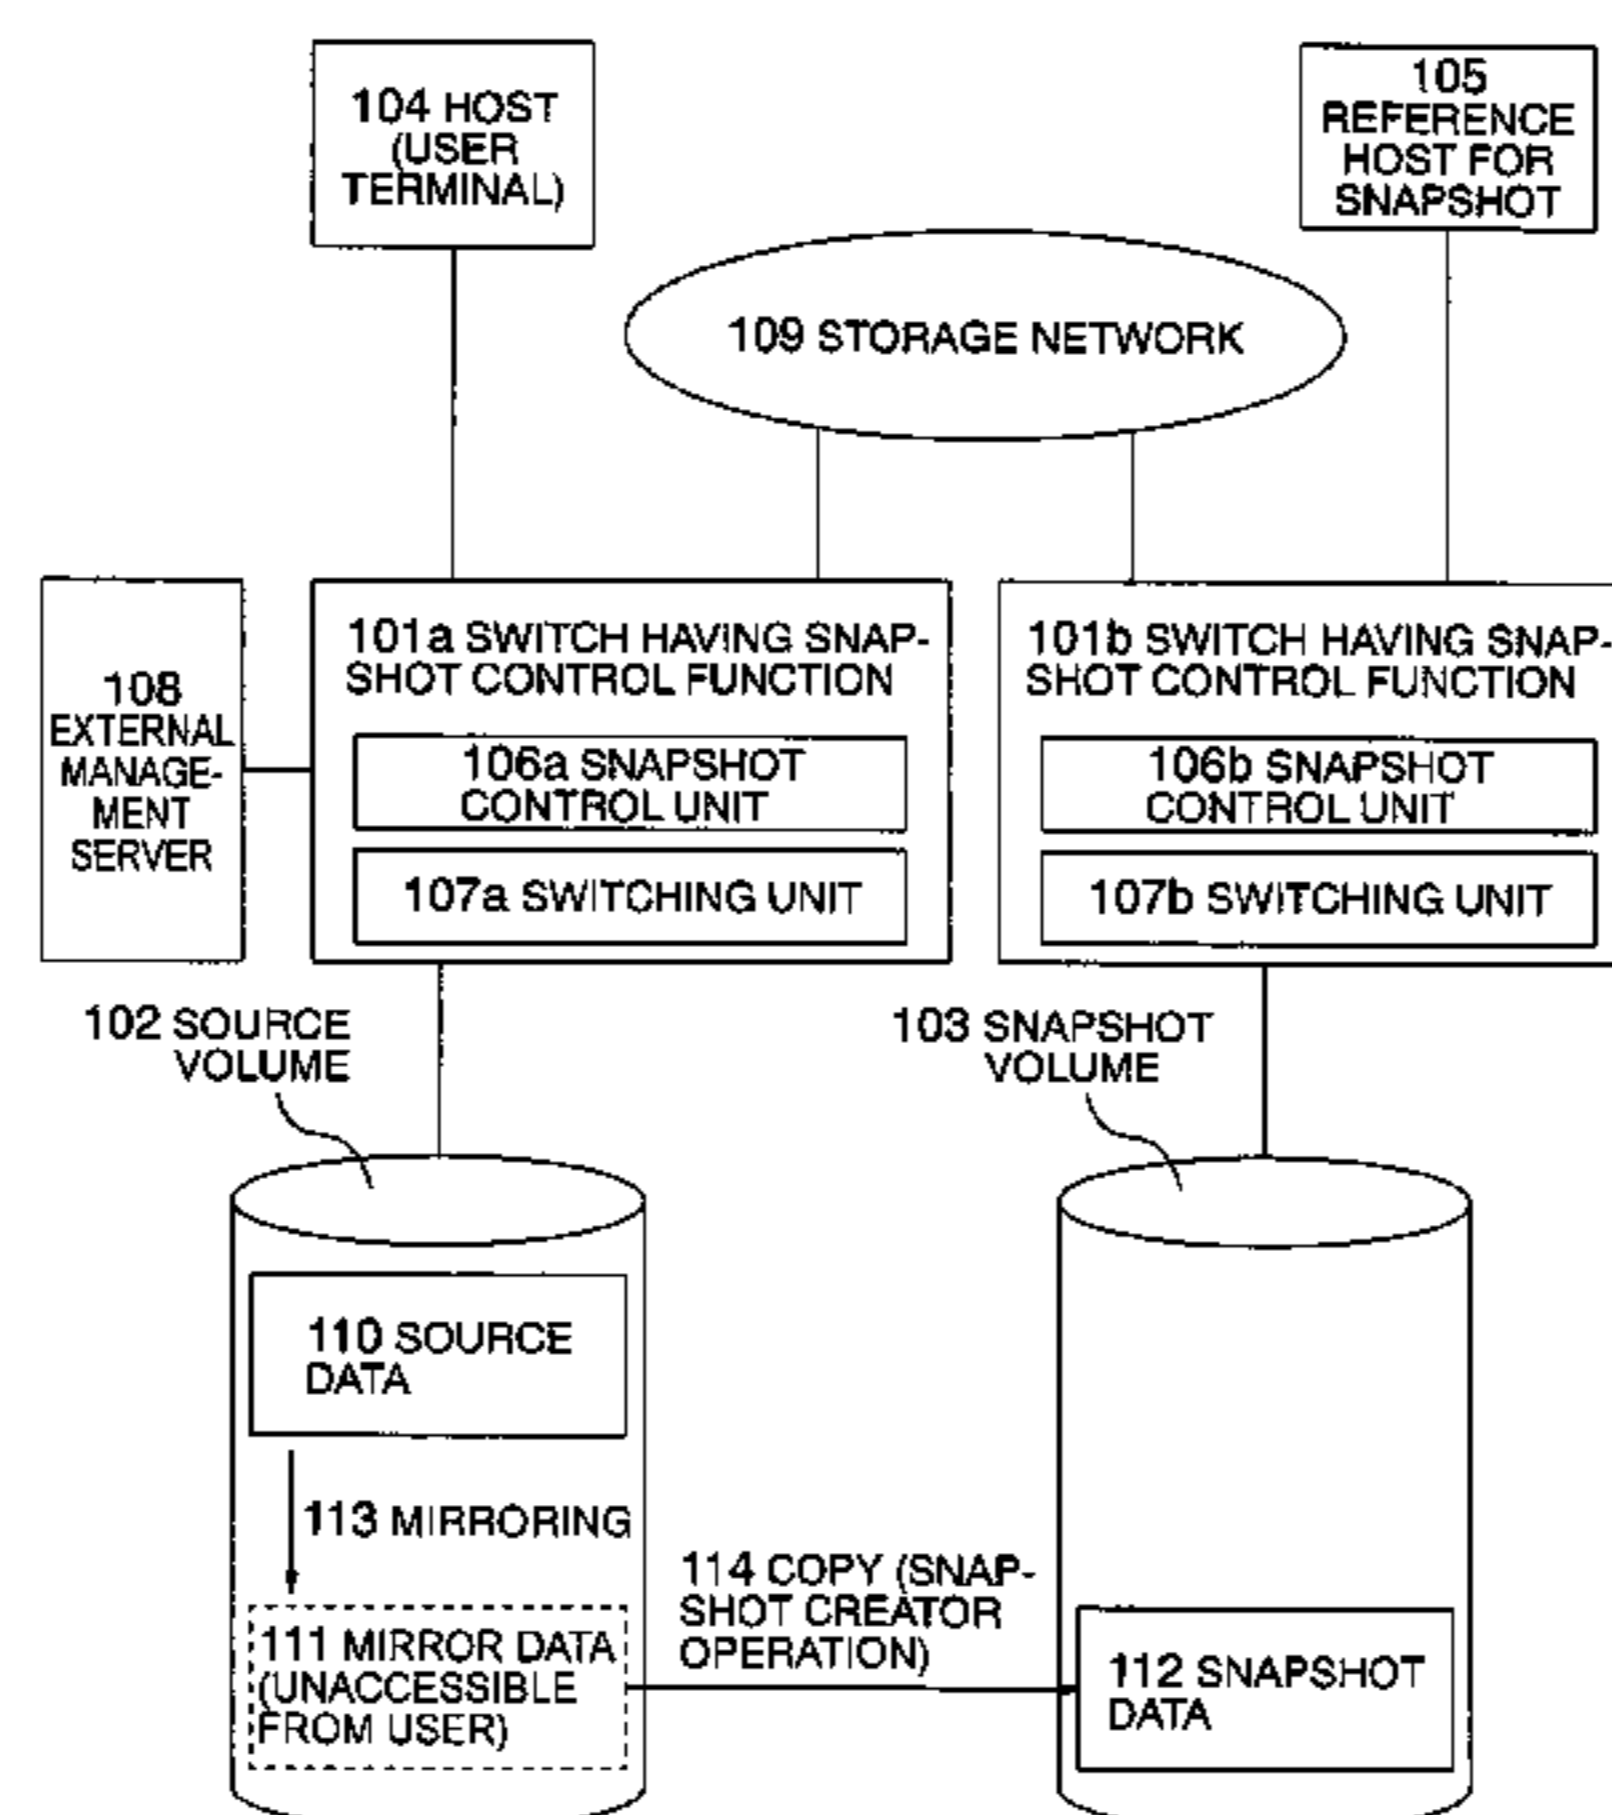 104 HOST
(USER
TERMINAL)
105
REFERENCE
HOST FOR
SNAPSHOT
109 STORAGE NETWORK
108
EXTERNAL
MANAGE-
MENT
SERVER
101a SWITCH HAVING SNAP-
SHOT CONTROL FUNCTION
106a SNAPSHOT
CONTROL UNIT
107a SWITCHING UNIT
101b SWITCH HAVING SNAP-
SHOT CONTROL FUNCTION
106b SNAPSHOT
CONTROL UNIT
107b SWITCHING UNIT
102 SOURCE
VOLUME
103 SNAPSHOT
VOLUME
110 SOURCE
DATA
113 MIRRORING
111 MIRROR DATA
(UNACCESSIBLE
FROM USER)
114 COPY (SNAP-
SHOT CREATOR
OPERATION)
112 SNAPSHOT
DATA